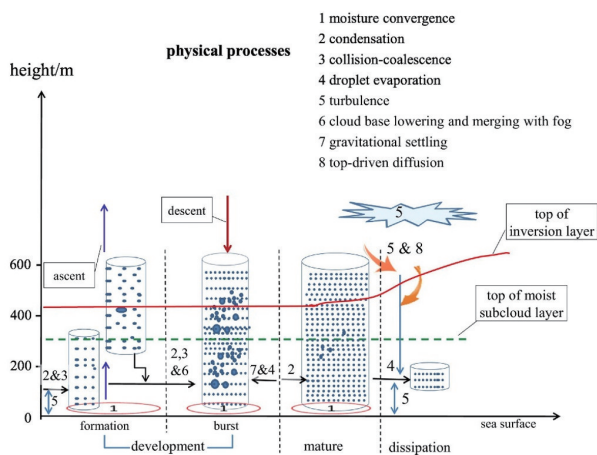 physical processes
1 moisture convergence
2 condensation
3 collision-coalescence
4 droplet evaporation
5 turbulence
6 cloud base lowering and merging with fog
7 gravitational settling
8 top-driven diffusion
height/m
5
descent
top of
inversion layer
5 & 8
ascent
600
top of moist
subcloud layer
400
200
2&3
2,3
&6
7&4
2
4
5
5
0
1
1
1
formation
burst
mature
dissipation
sea surface
development